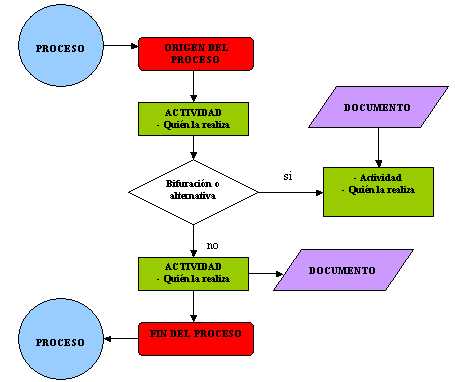 PROCESO
ORIGEN DEL
PROCESO
ACTIVIDAD
- Quién la realiza
DOCUMENTO
Bifuración o
alternativa
si
- Actividad
- Quién la realiza
no
ACTIVIDAD
- Quién la realiza
DOCUMENTO
FIN DEL PROCESO
PROCESO